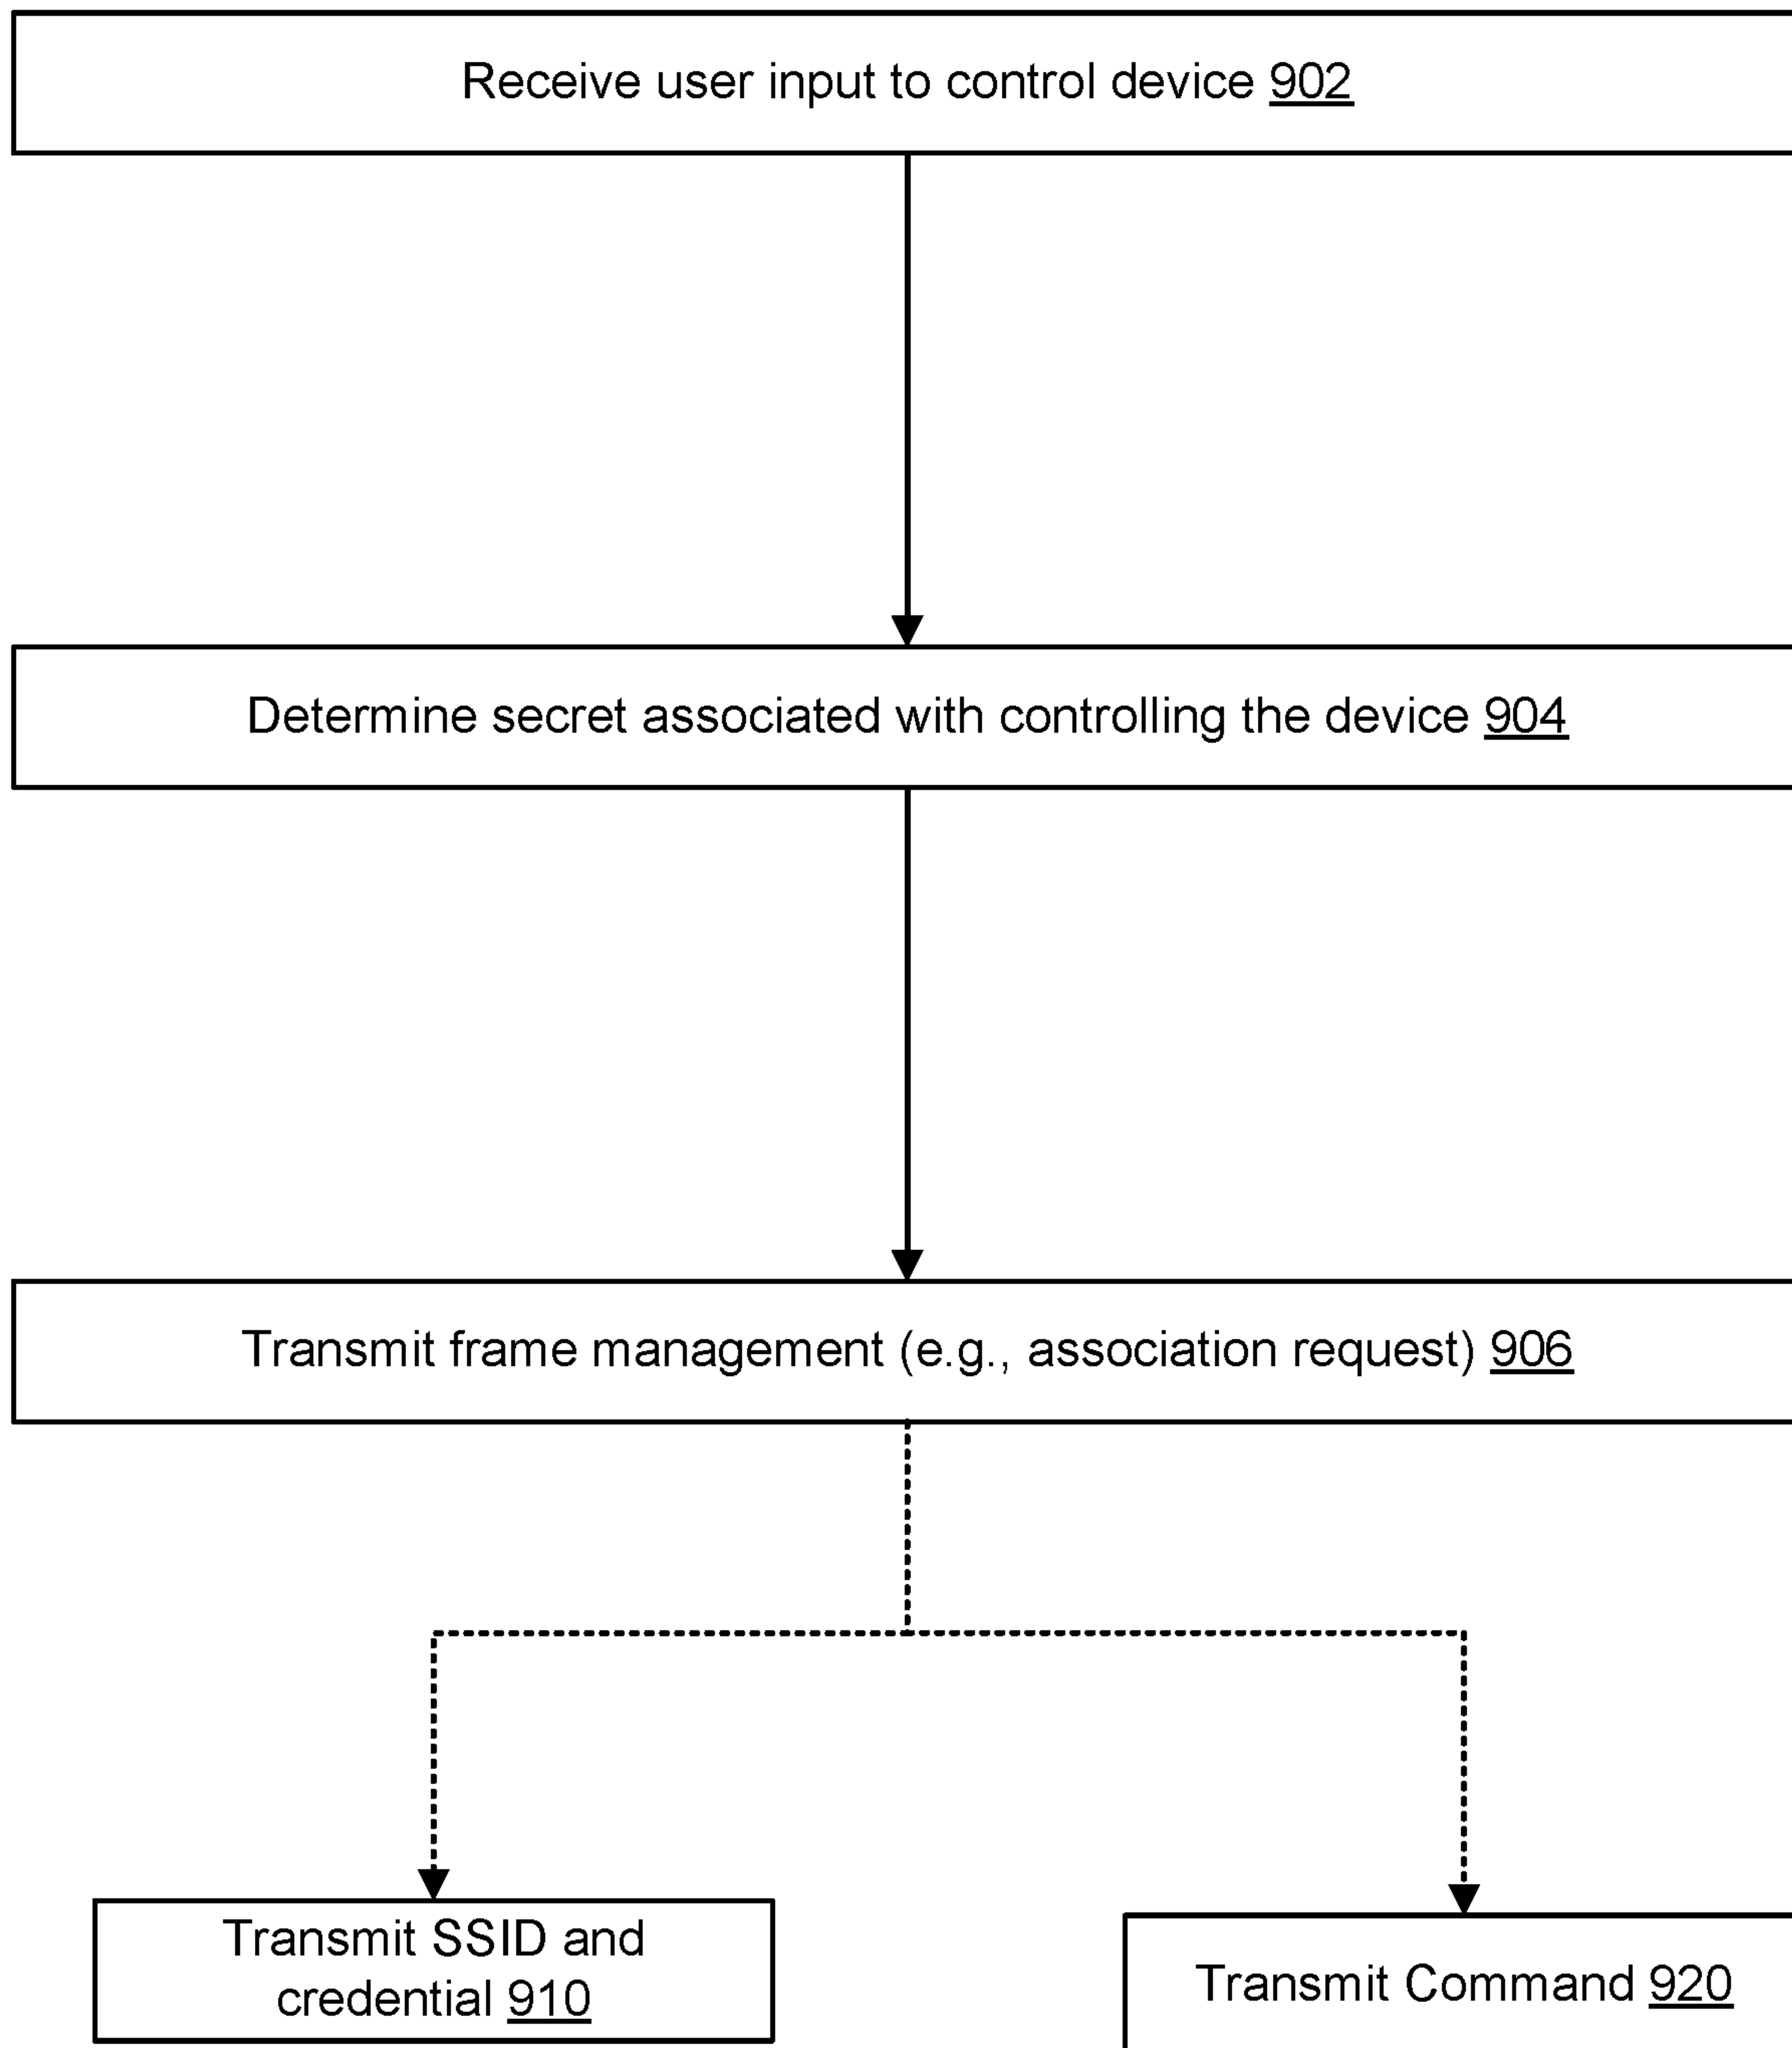 Receive user input to control device 902
Determine secret associated with controlling the device 904
Transmit frame management (e.g., association request) 906
Transmit SSID and
credential 910
Transmit Command 920